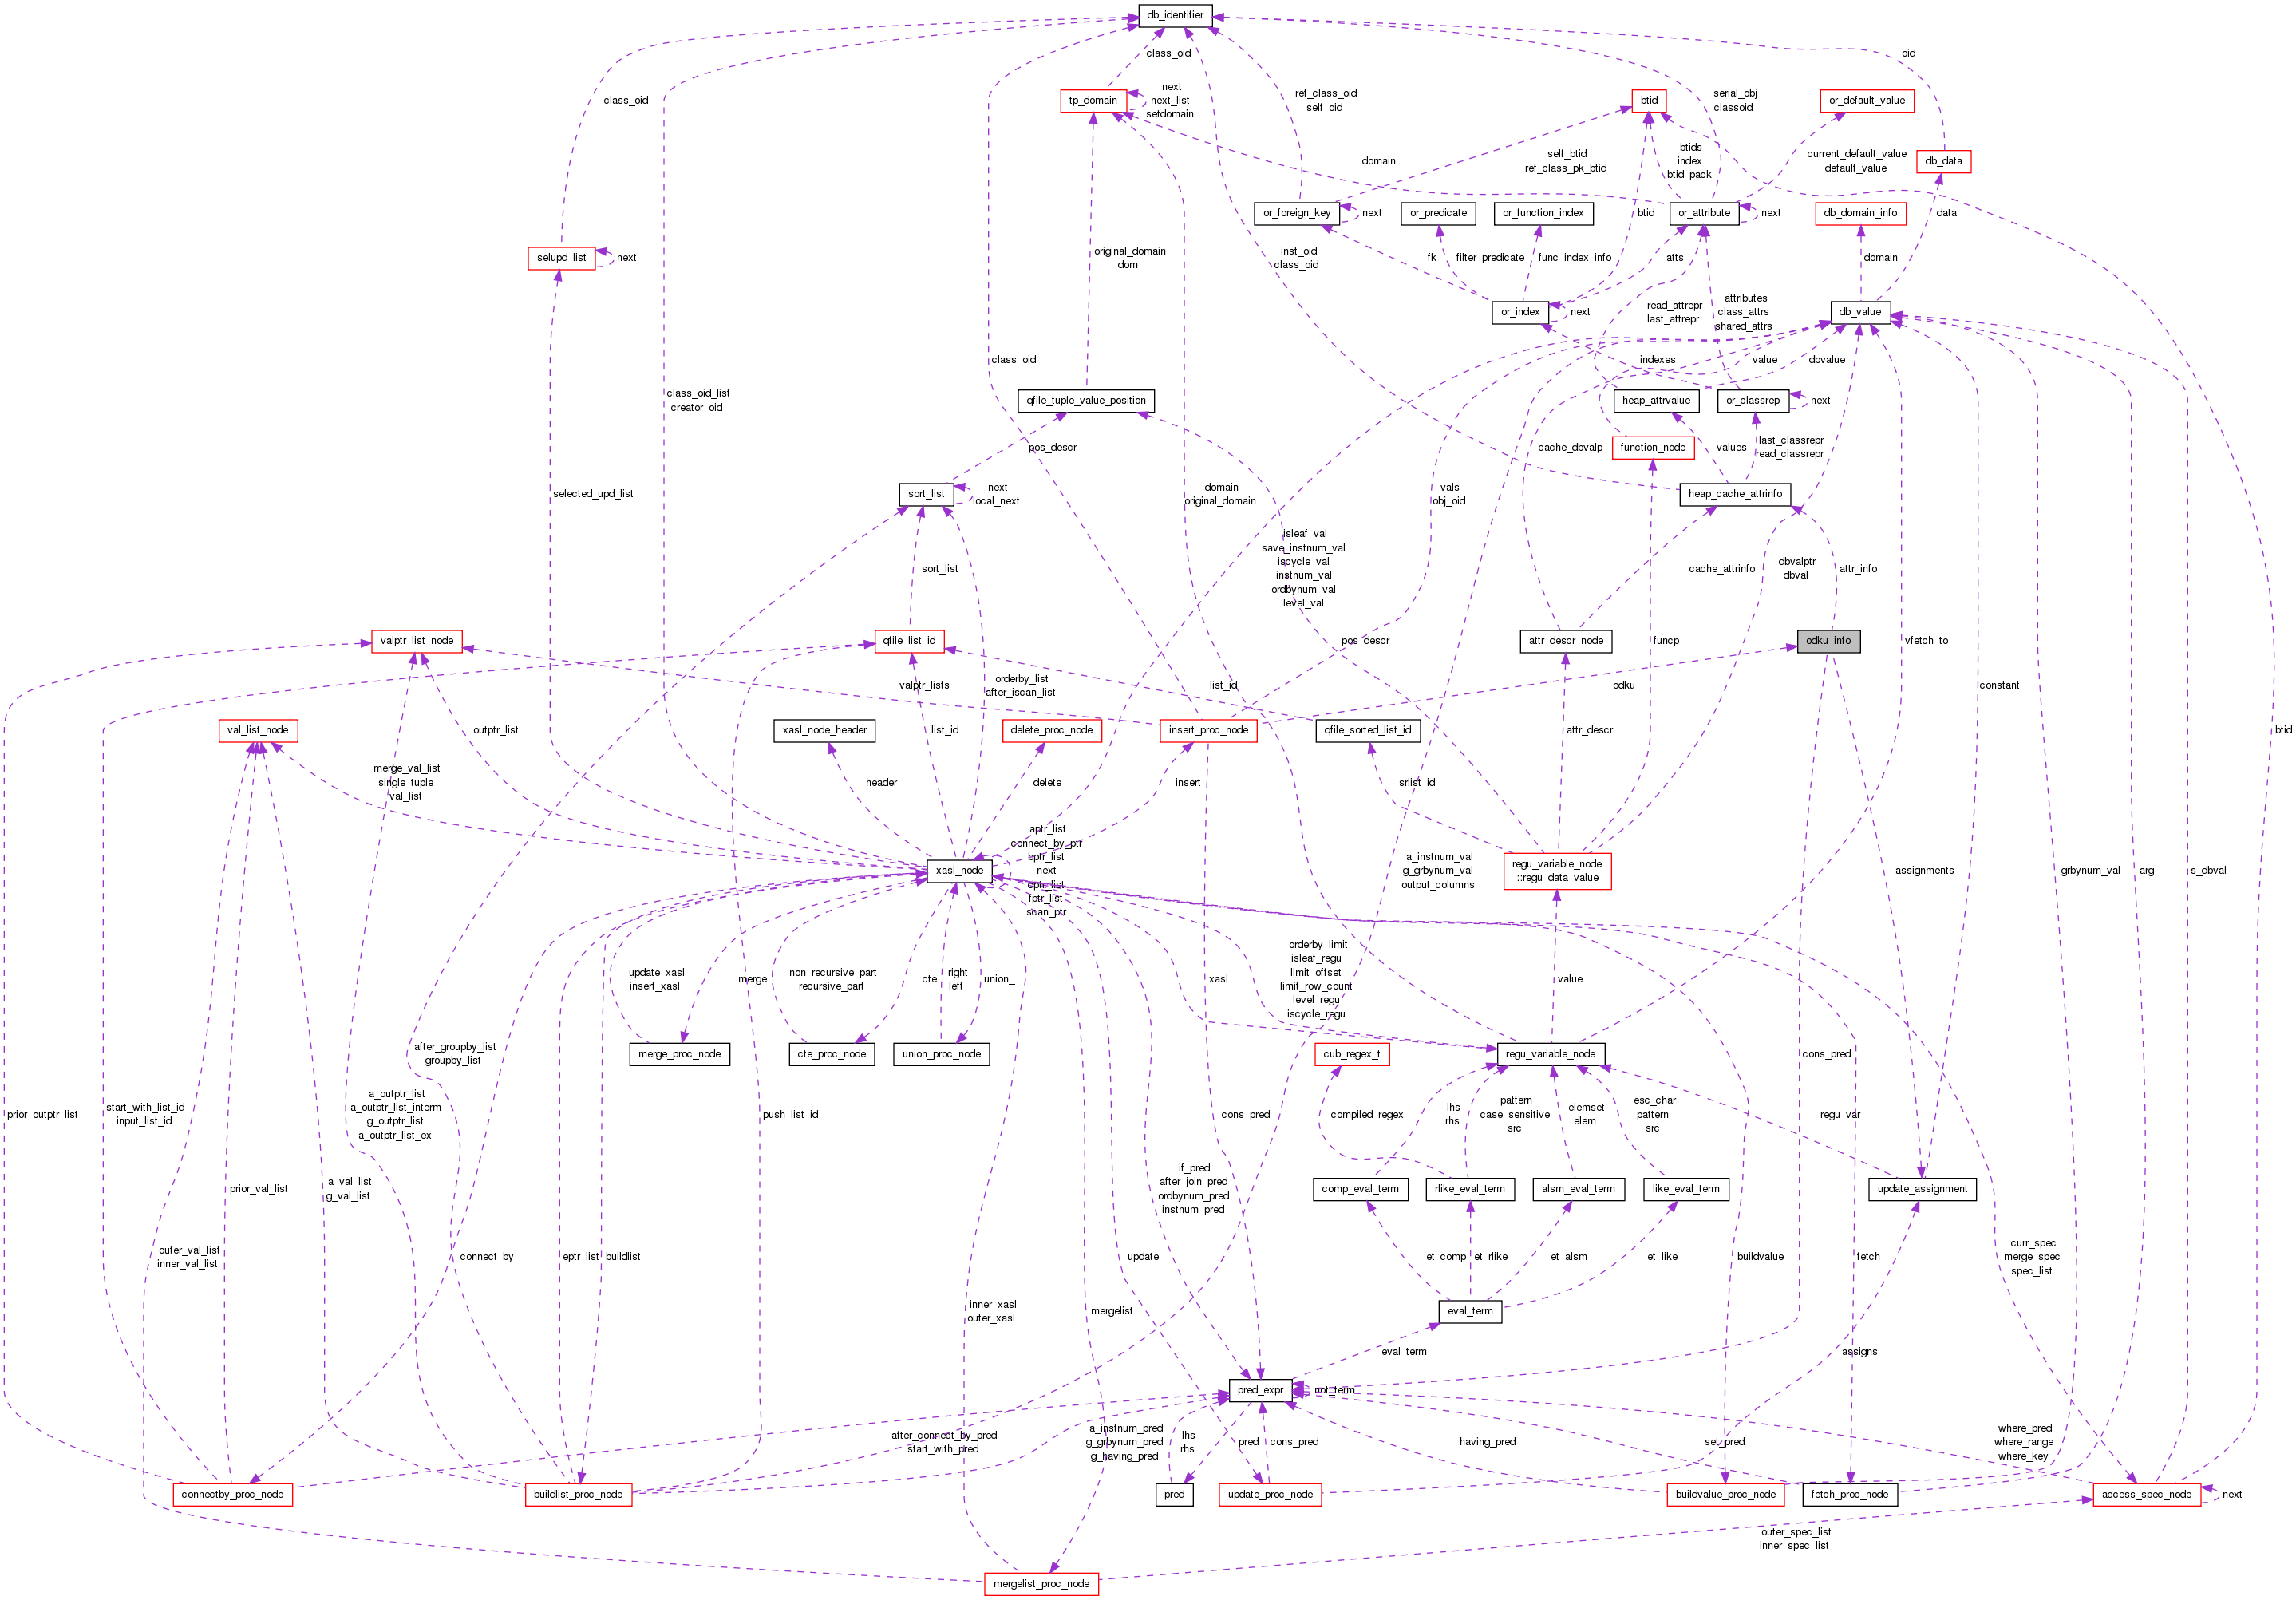 db_identifier
class_oid
oid
tp_domain
next
next_list
setdomain
class_oid
ref_class_oid
self_oid
btid
serial_obj
classoid
or_default_value
domain
self_btid
ref_class_pk_btid
btids
index
btid_pack
current_default_value
default_value
db_data
or_foreign_key
next
or_predicate
or_function_index
btid
or_attribute
next
db_domain_info
data
selupd_list
next
original_domain
dom
inst_oid
class_oid
fk
filter_predicate
func_index_info
atts
domain
or_index
next
read_attrepr
last_attrepr
attributes
class_attrs
shared_attrs
db_value
class_oid
indexes
value
dbvalue
class_oid_list
creator_oid
qfile_tuple_value_position
heap_attrvalue
or_classrep
next
pos_descr
cache_dbvalp
function_node
values
last_classrepr
read_classrepr
selected_upd_list
sort_list
next
local_next
domain
original_domain
vals
obj_oid
heap_cache_attrinfo
sort_list
isleaf_val
save_instnum_val
iscycle_val
instnum_val
ordbynum_val
level_val
cache_attrinfo
dbvalptr
dbval
attr_info
valptr_list_node
qfile_list_id
pos_descr
attr_descr_node
funcp
odku_info
vfetch_to
valptr_lists
orderby_list
after_iscan_list
list_id
odku
constant
val_list_node
outptr_list
xasl_node_header
list_id
delete_proc_node
insert_proc_node
qfile_sorted_list_id
attr_descr
btid
merge_val_list
single_tuple
val_list
header
delete_
insert
srlist_id
aptr_list
connect_by_ptr
bptr_list
next
dptr_list
fptr_list
scan_ptr
xasl_node
a_instnum_val
g_grbynum_val
output_columns
regu_variable_node
::regu_data_value
assignments
grbynum_val
arg
s_dbval
update_xasl
insert_xasl
merge
non_recursive_part
recursive_part
cte
right
left
union_
xasl
orderby_limit
isleaf_regu
limit_offset
limit_row_count
level_regu
iscycle_regu
value
after_groupby_list
groupby_list
merge_proc_node
cte_proc_node
union_proc_node
cub_regex_t
regu_variable_node
cons_pred
prior_outptr_list
start_with_list_id
input_list_id
a_outptr_list
a_outptr_list_interm
g_outptr_list
a_outptr_list_ex
push_list_id
cons_pred
compiled_regex
lhs
rhs
pattern
case_sensitive
src
elemset
elem
esc_char
pattern
src
regu_var
prior_val_list
a_val_list
g_val_list
if_pred
after_join_pred
ordbynum_pred
instnum_pred
comp_eval_term
rlike_eval_term
alsm_eval_term
like_eval_term
update_assignment
outer_val_list
inner_val_list
connect_by
eptr_list
buildlist
update
et_comp
et_rlike
et_alsm
et_like
buildvalue
fetch
curr_spec
merge_spec
spec_list
inner_xasl
outer_xasl
mergelist
eval_term
eval_term
assigns
pred_expr
not_term
after_connect_by_pred
start_with_pred
a_instnum_pred
g_grbynum_pred
g_having_pred
lhs
rhs
pred
cons_pred
having_pred
set_pred
where_pred
where_range
where_key
connectby_proc_node
buildlist_proc_node
pred
update_proc_node
buildvalue_proc_node
fetch_proc_node
access_spec_node
next
outer_spec_list
inner_spec_list
mergelist_proc_node